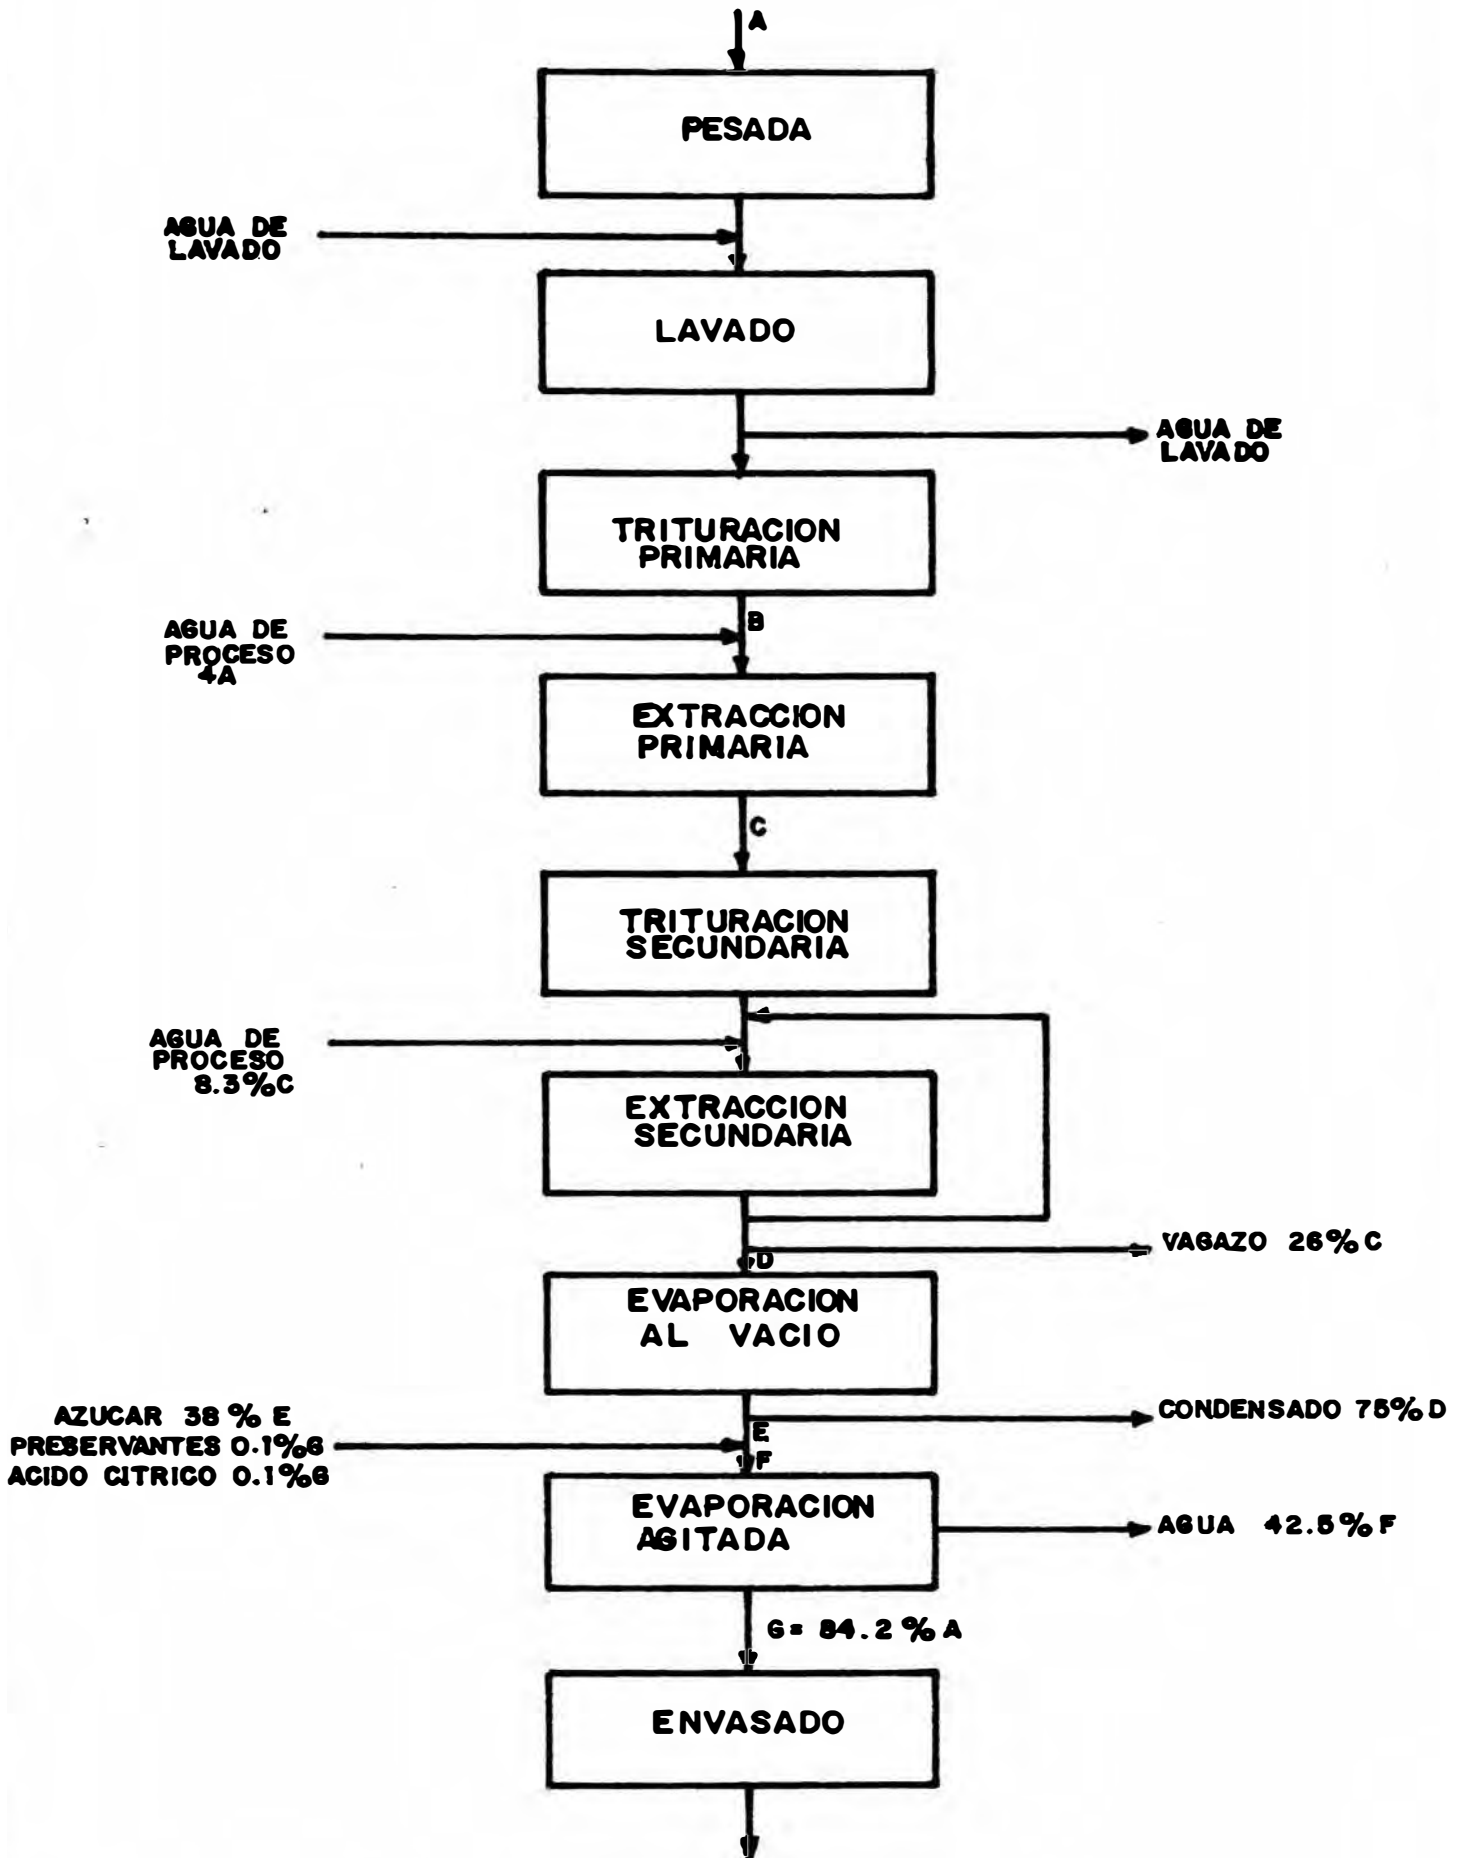 A
PESADA
AGUA DE
LAVADO
LAVADO
AGUA DE
LAVADO
TRITURACION
PRIMARIA
B
AGUA DE
PROCESO
4A
EXTRACCION
PRIMARIA
C
TRITURACION
SECUNDARIA
AGUA DE
PROCESO
8.3%C
EXTRACCION
SECUNDARIA
VAGAZO 26%C
D
EVAPORACION
AL VACIO
CONDENSADO 75%D
AZUCAR 38%E
PRESERVANTES 0.1%G
ACIDO CITRICO 0.1%G
E
F
EVAPORACION
AGITADA
AGUA 42.5%F
G= 84.2%A
ENVASADO